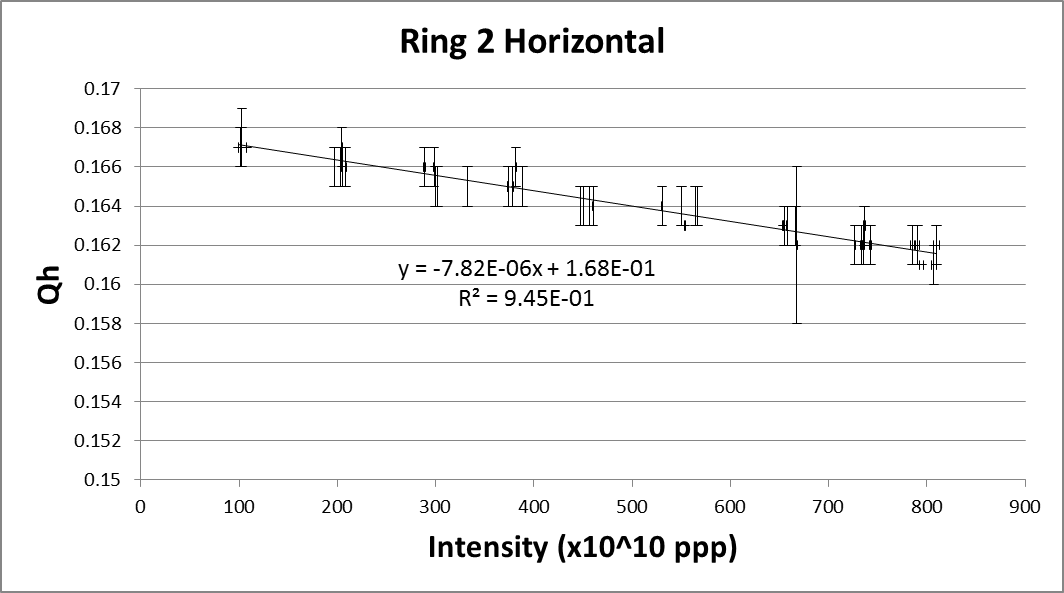 Ring 2 Horizontal
0.17
0.168
0.166
0.164
0.162
0.16
0.158
0.156
0.154
0.152
0.15
Qh
y = -7.82E-06x + 1.68E-01
R² = 9.45E-01
0 100 200 300 400 500 600 700 800 900
Intensity (x10^10 ppp)